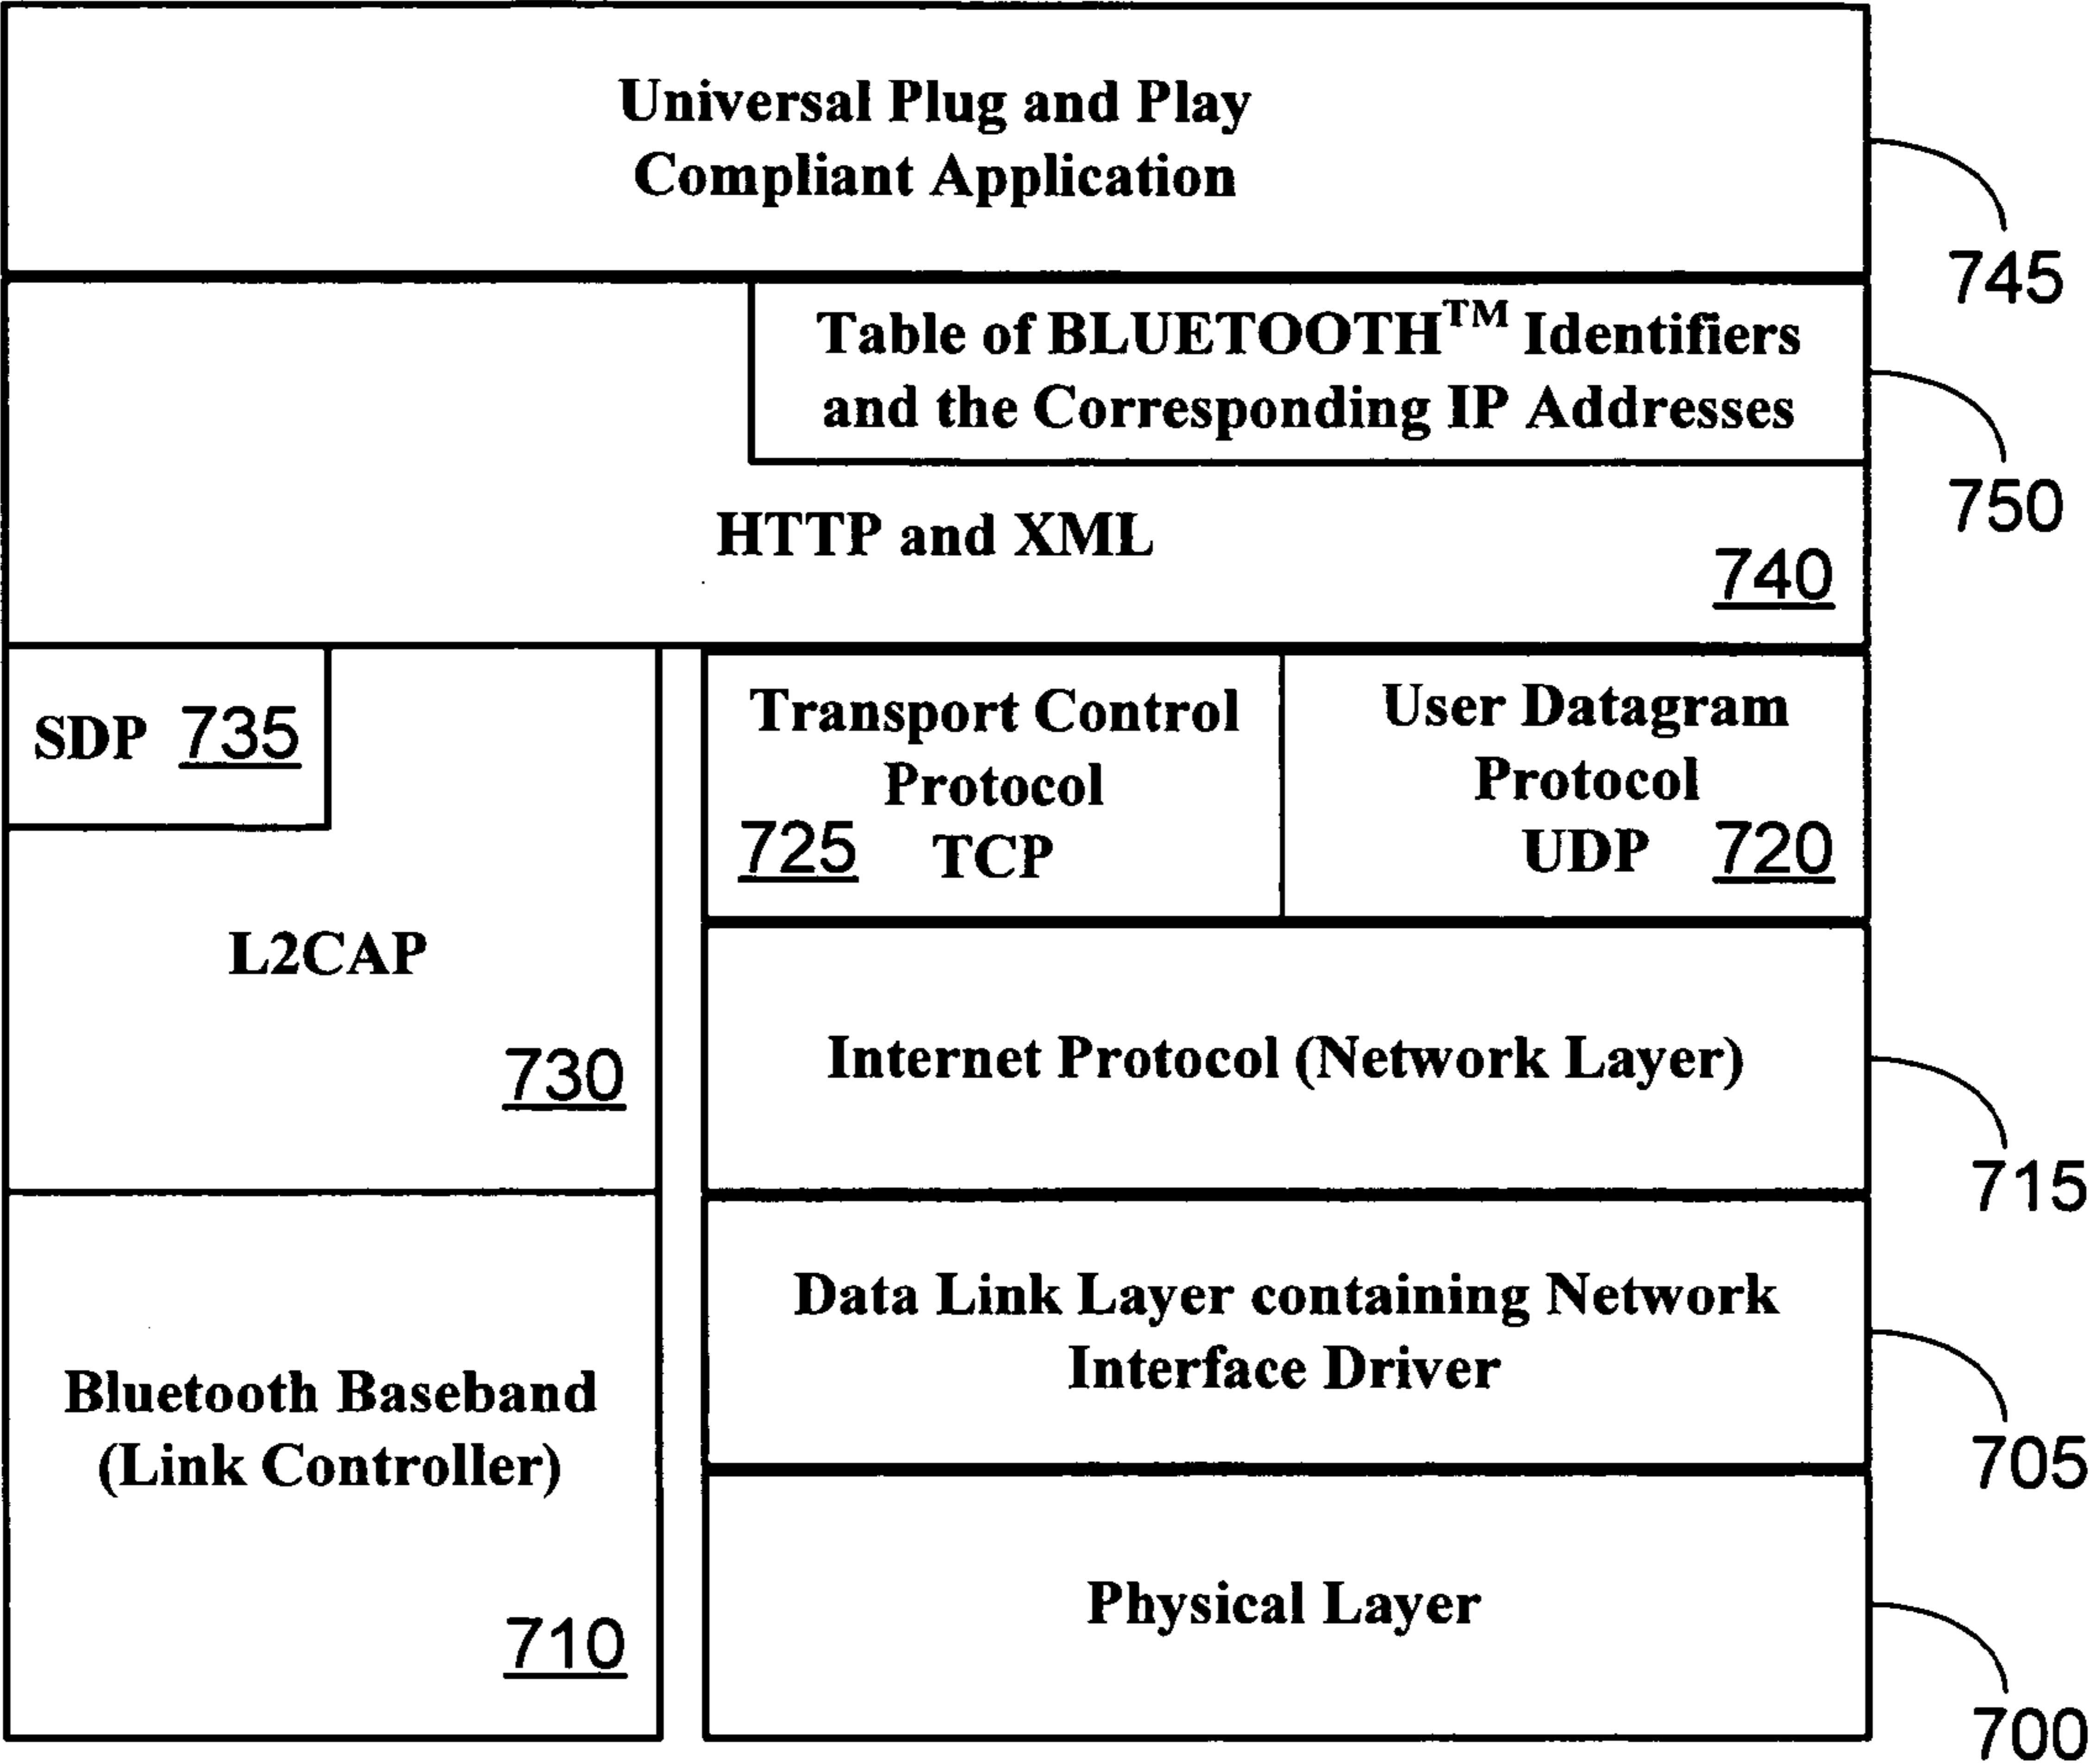 Universal Plug and Play
Compliant Application
745
Table of BLUETOOTH™ Identifiers
and the Corresponding IP Addresses
750
HTTP and XML
740
SDP 735
L2CAP
730
Transport Control
Protocol
725 TCP
User Datagram
Protocol
UDP 720
Internet Protocol (Network Layer)
715
Data Link Layer containing Network
Interface Driver
705
Bluetooth Baseband
(Link Controller)
710
Physical Layer
700